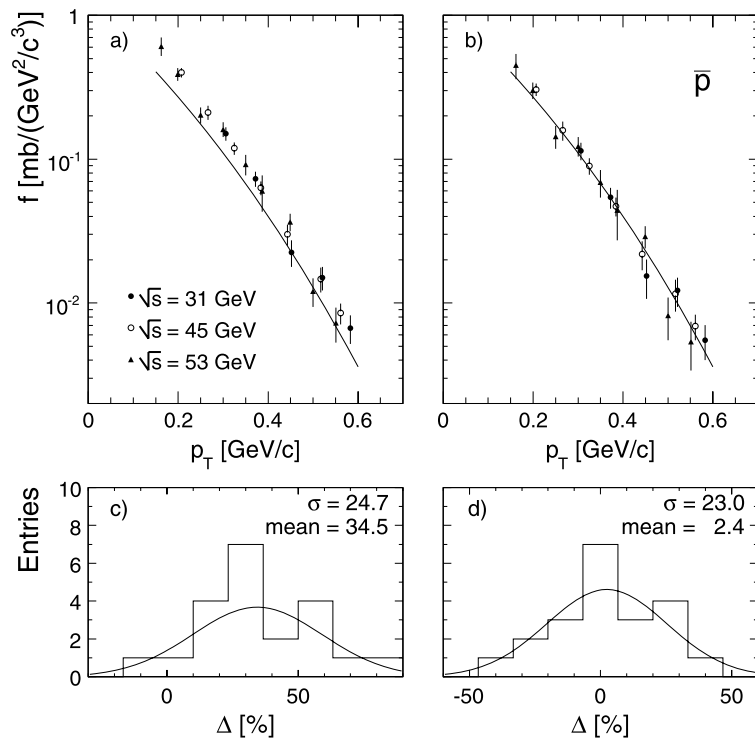 f [mb/(GeV²/c³)]
1
10⁻¹
10⁻²
a)
√s = 31 GeV
√s = 45 GeV
√s = 53 GeV
0
0.2
0.4
0.6
p_T [GeV/c]
b)
p̅
0
0.2
0.4
0.6
p_T [GeV/c]
Entries
10
8
6
4
2
0
c)
σ = 24.7
mean = 34.5
0
50
Δ [%]
d)
σ = 23.0
mean = 2.4
-50
0
50
Δ [%]